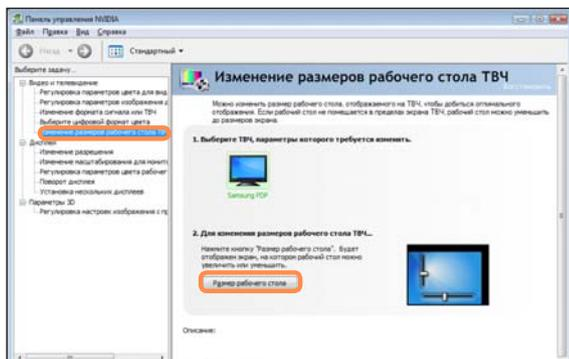 Панель управления NVIDIA
Файл Правка Вид Справка
Назад Стандартный
Выберите задачу...
Видео и телевидение
Регулировка параметров цвета для вид
Регулировка параметров изображения д
Изменение формата сигнала или ТВЧ
Выберите цифровой формат цвета
Изменение размеров рабочего стола ТВ
Дисплей
Изменение разрешения
Изменение масштабирования для монито
Регулировка параметров цвета рабочег
Поворот дисплея
Установка нескольких дисплеев
Параметры 3D
Регулировка настроек изображения с пр
Изменение размеров рабочего стола ТВЧ
Восстановить
Можно изменить размер рабочего стола, отображаемого на ТВЧ, чтобы добиться оптимального
отображения. Если рабочий стол не помещается в пределах экрана ТВЧ, рабочий стол можно уменьшить
до размеров экрана.
1. Выберите ТВЧ, параметры которого требуется изменить.
Samsung PDP
2. Для изменения размеров рабочего стола ТВЧ...
Нажмите кнопку "Размер рабочего стола". Будет
отображен экран, на котором рабочий стол можно
увеличить или уменьшить.
Размер рабочего стола
Описание: